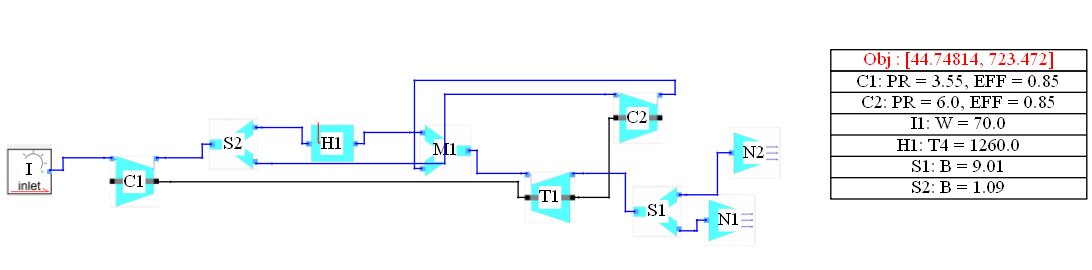 I
inlet
C1
S2
H1
M1
T1
C2
S1
N2
N1
Obj : [44.74814, 723.472]
C1: PR = 3.55, EFF = 0.85
C2: PR = 6.0, EFF = 0.85
I1: W = 70.0
H1: T4 = 1260.0
S1: B = 9.01
S2: B = 1.09